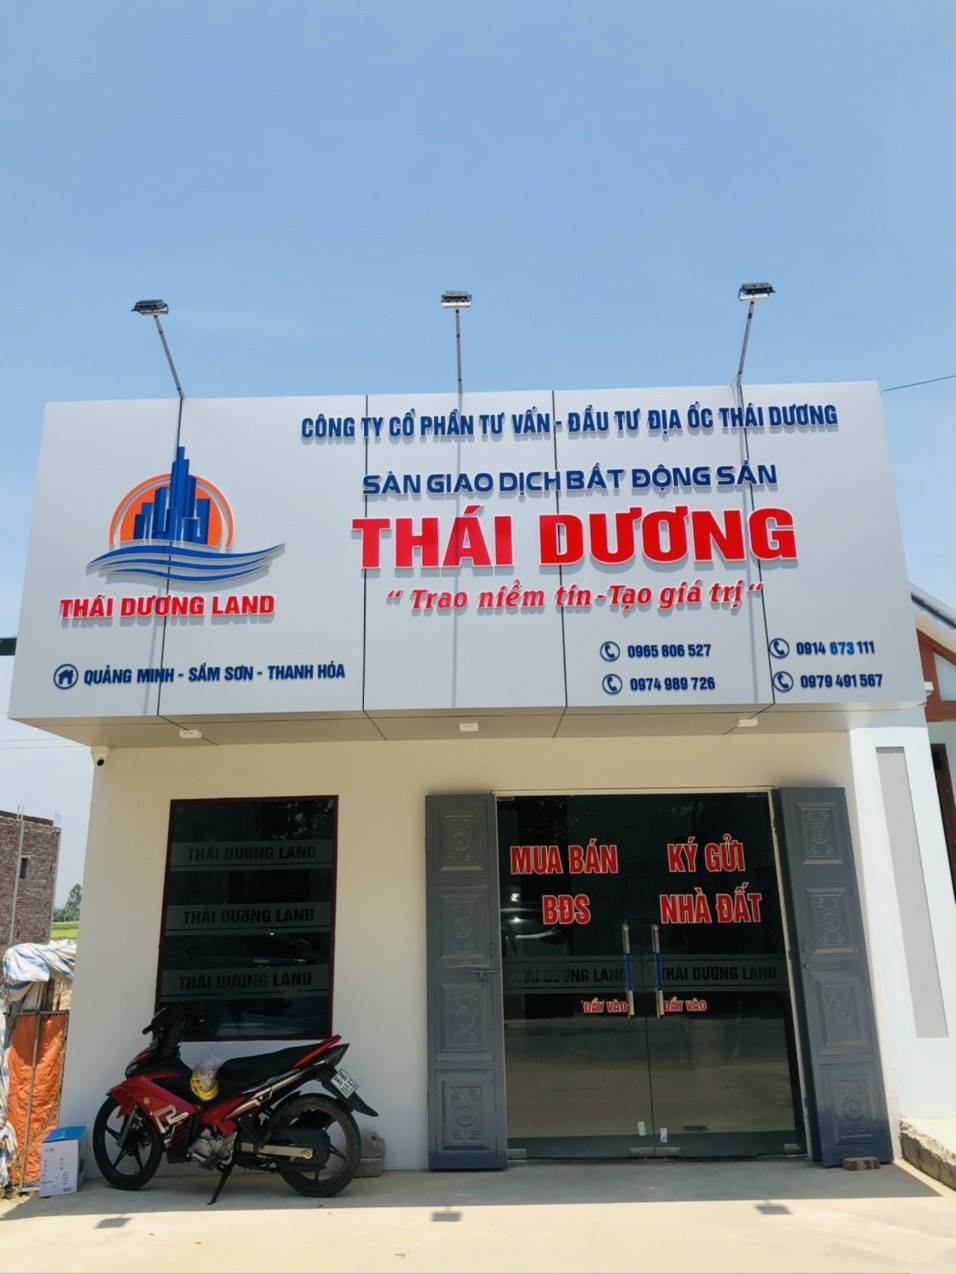 CÔNG TY CỔ PHẦN TƯ VẤN - ĐẦU TƯ ĐỊA ỐC THÁI DƯƠNG
SÀN GIAO DỊCH BẤT ĐỘNG SẢN
THÁI DƯƠNG
“ Trao niềm tín - Tạo giá trị “
THÁI DƯƠNG LAND
QUẢNG MINH - SẦM SƠN - THANH HÓA
0965 806 527
0914 673 111
0974 989 726
0979 491 567
THÁI DƯƠNG LAND
THÁI DƯƠNG LAND
THÁI DƯƠNG LAND
MUA BÁN
BĐS
KÝ GỬI
NHÀ ĐẤT
THÁI DƯƠNG LAND
THÁI DƯƠNG LAND
ĐẨY VÀO
ĐẨY VÀO